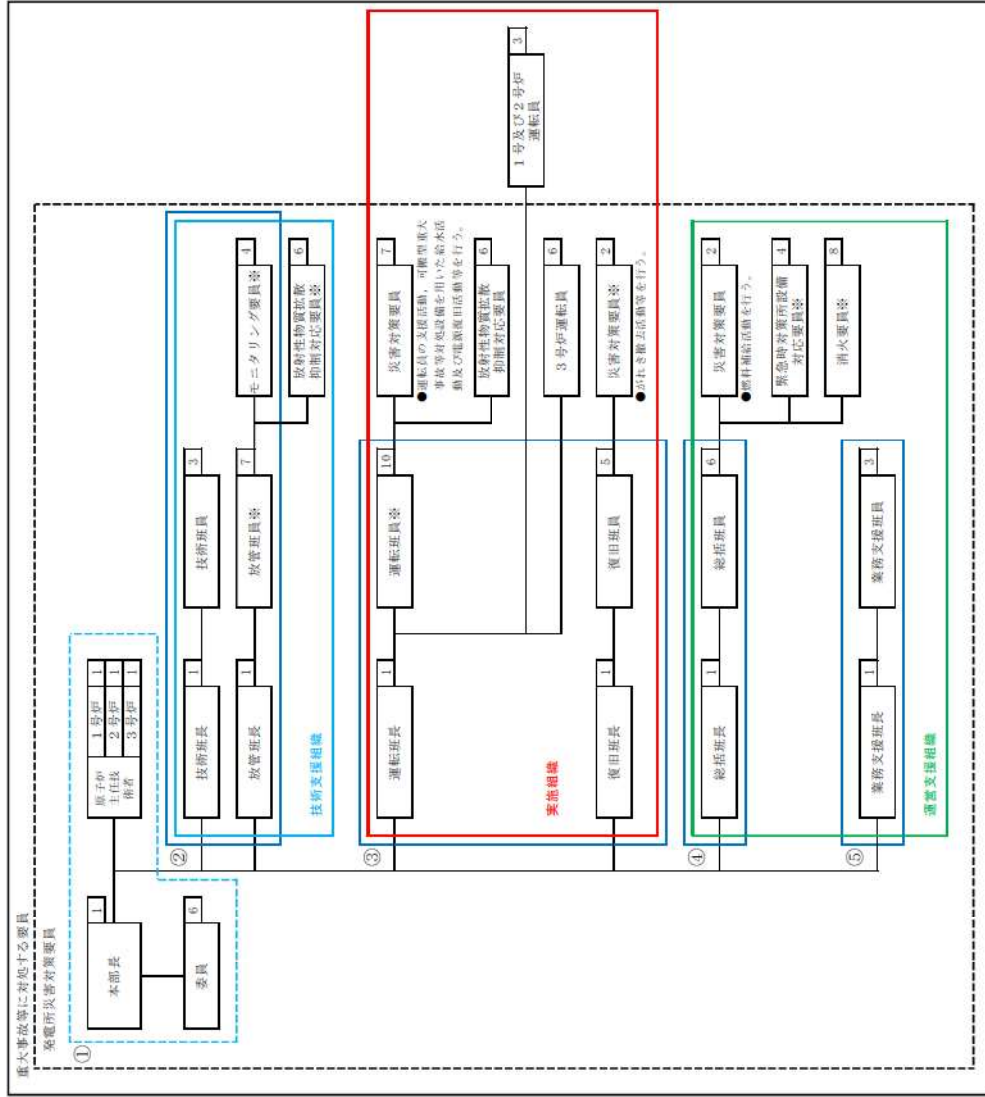 重大事故等に対処する要員
発電所災害対策要員
①
本部長
1
委員
6
原子炉
主任技
術者
1号炉
1
2号炉
1
3号炉
1
②
技術班長
1
技術班員
3
放管班長
1
放管班員※
7
モニタリング要員※
4
放射性物質拡散
抑制対応要員※
6
技術支援組織
③
運転班長
1
運転班員※
10
災害対策要員
7
●運転員の支援活動，可搬型重大
事故等対処設備を用いた給水活
動及び電源復旧活動等を行う。
放射性物質拡散
抑制対応要員
6
3号炉運転員
6
1号及び2号炉
運転員
3
実施組織
復旧班長
1
復旧班員
5
災害対策要員※
2
●がれき撤去活動等を行う。
④
総括班長
1
総括班員
6
災害対策要員
2
●燃料補給活動を行う。
緊急時対策所設備
対応要員※
4
消火要員※
8
⑤
業務支援班長
1
業務支援班員
3
運営支援組織